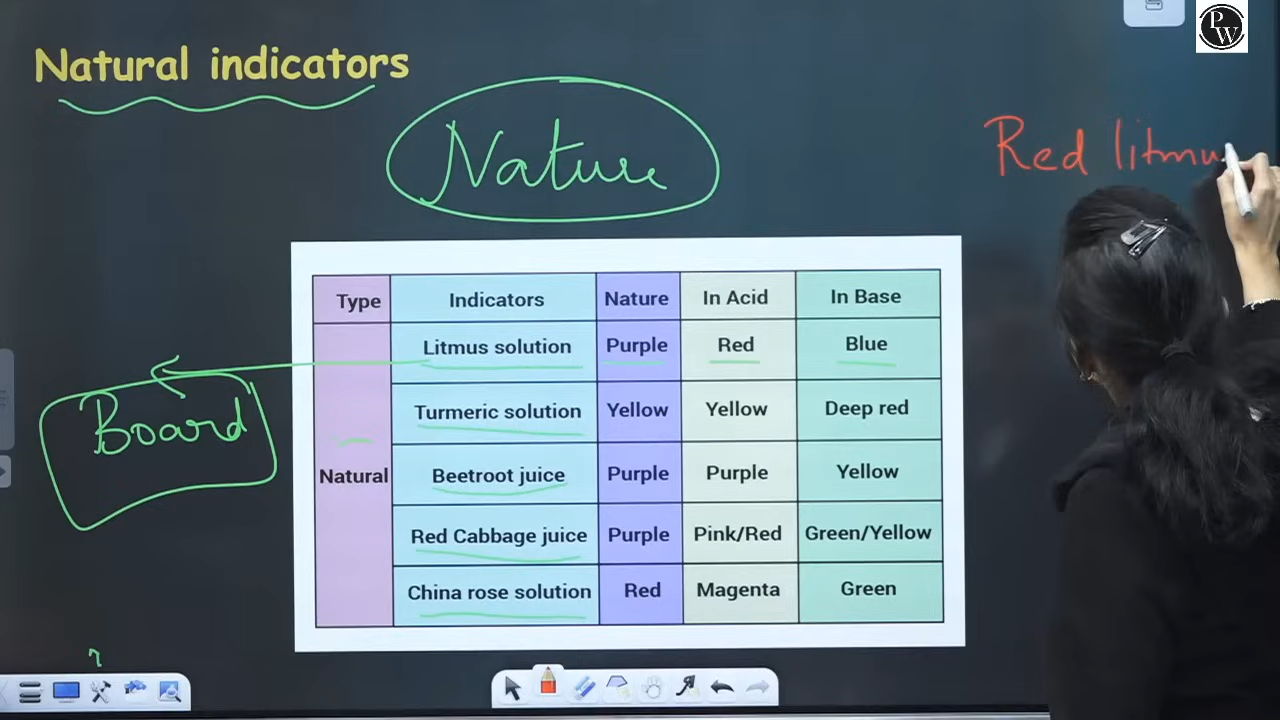 Natural indicators
PW
Nature
Red litmu
Type Indicators Nature In Acid In Base
Litmus solution Purple Red Blue
Board
Turmeric solution Yellow Yellow Deep red
Natural Beetroot juice Purple Purple Yellow
Red Cabbage juice Purple Pink/Red Green/Yellow
China rose solution Red Magenta Green